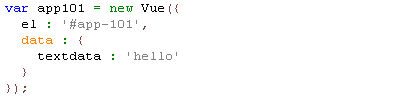 var app101 = new Vue({
  el : '#app-101',
  data : {
    textdata : 'hello'
  }
});